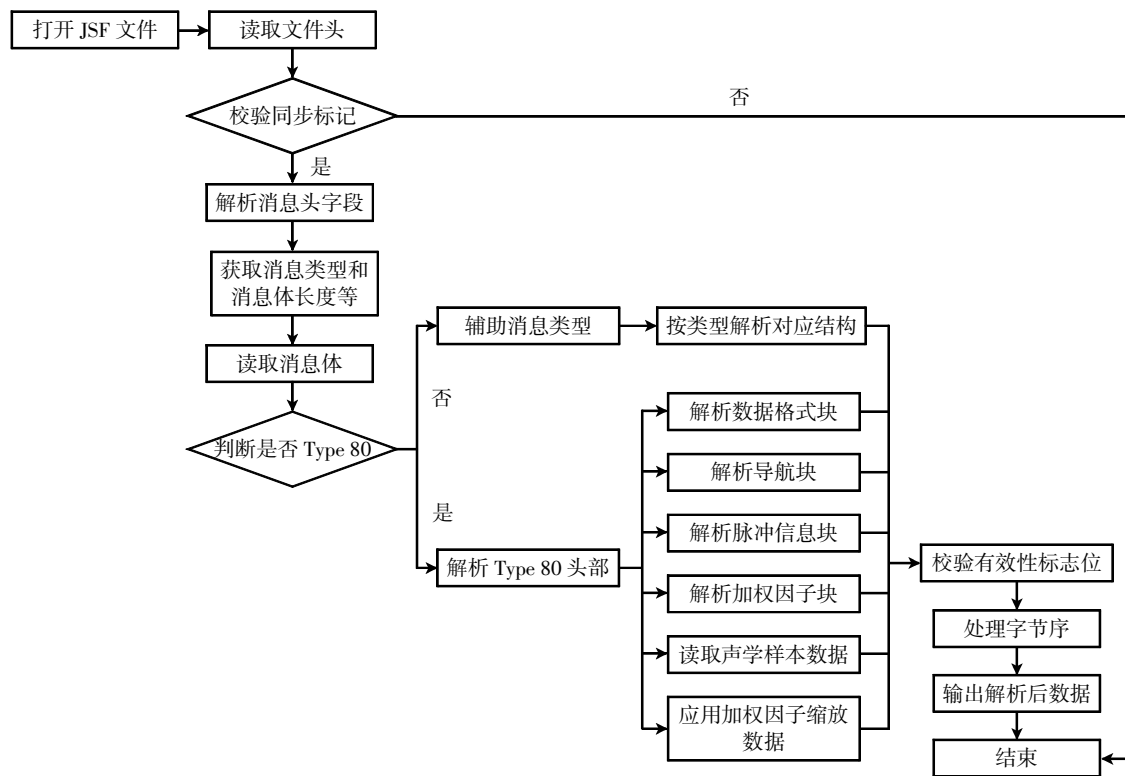 打开 JSF 文件
读取文件头
校验同步标记
否
是
解析消息头字段
获取消息类型和
消息体长度等
读取消息体
判断是否 Type 80
否
是
辅助消息类型
按类型解析对应结构
解析 Type 80 头部
解析数据格式块
解析导航块
解析脉冲信息块
解析加权因子块
读取声学样本数据
应用加权因子缩放
数据
校验有效性标志位
处理字节序
输出解析后数据
结束